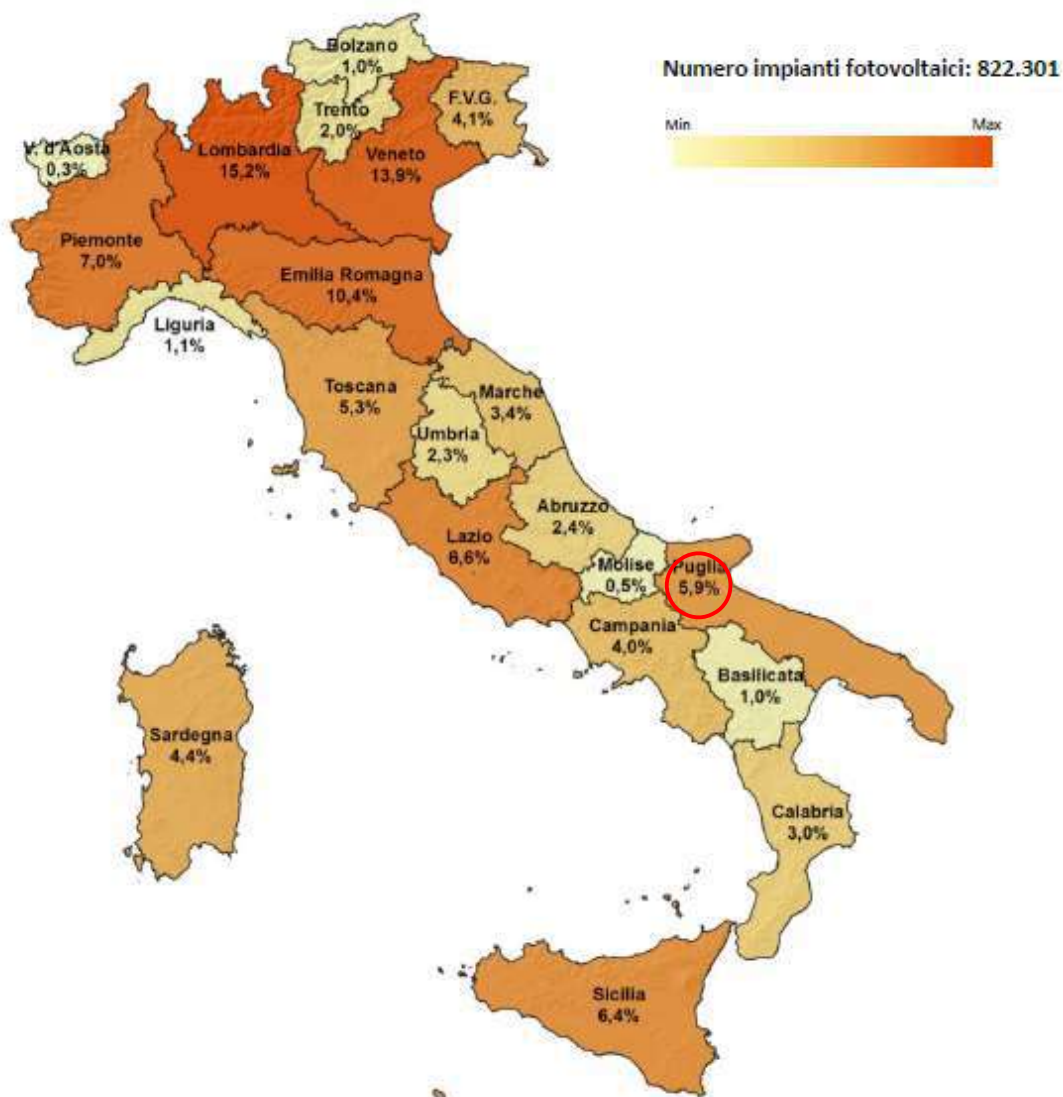 Numero impianti fotovoltaici: 822.301
Min
Max
Bolzano
1,0%
Trento
2,0%
F.V.G.
4,1%
V. d'Aosta
0,3%
Lombardia
15,2%
Veneto
13,9%
Piemonte
7,0%
Emilia Romagna
10,4%
Liguria
1,1%
Toscana
5,3%
Marche
3,4%
Umbria
2,3%
Lazio
6,6%
Abruzzo
2,4%
Molise
0,5%
Puglia
5,9%
Campania
4,0%
Basilicata
1,0%
Sardegna
4,4%
Calabria
3,0%
Sicilia
6,4%